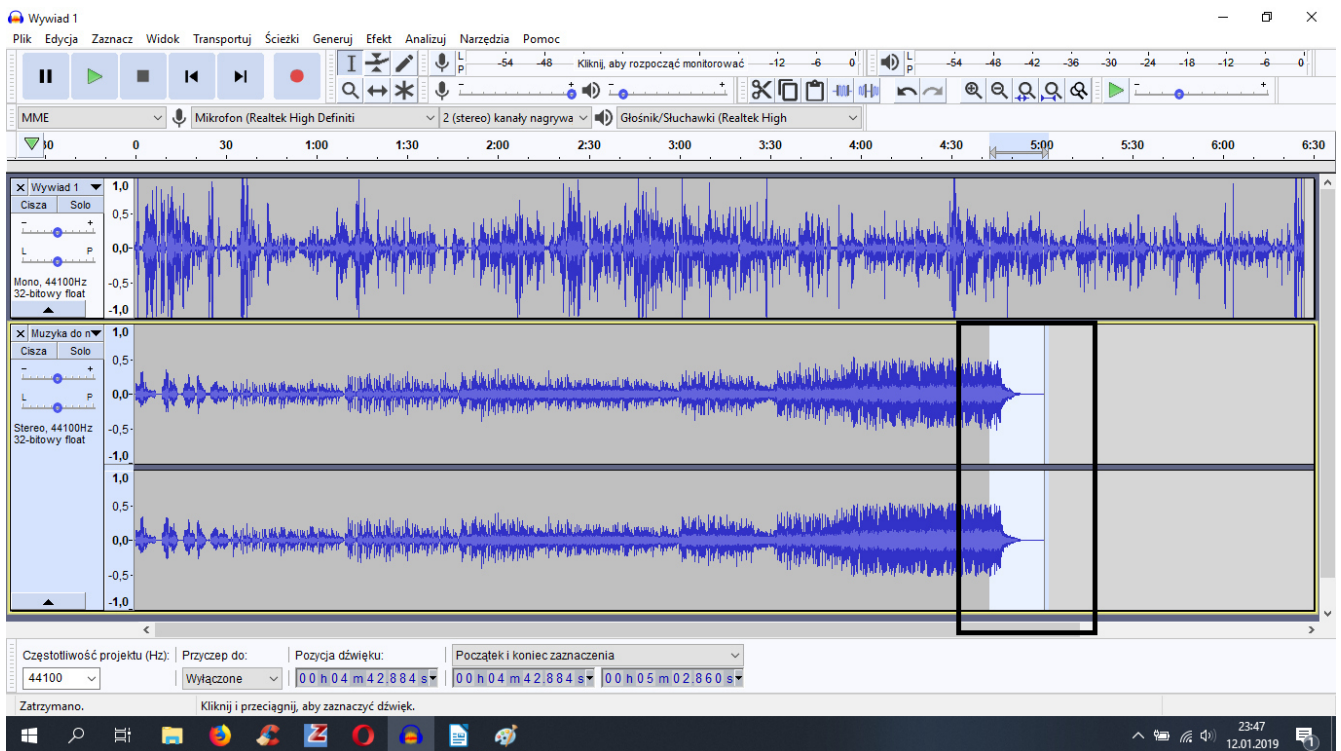 Wywiad 1
Plik Edycja Zaznacz Widok Transportuj Ścieżki Generuj Efekt Analizuj Narzędzia Pomoc
L P -54 -48 Kliknij, aby rozpocząć monitorować -12 -6 0 L P -54 -48 -42 -36 -30 -24 -18 -12 -6 0
MME Mikrofon (Realtek High Definiti 2 (stereo) kanały nagrywa Głośnik/Słuchawki (Realtek High
30 0 30 1:00 1:30 2:00 2:30 3:00 3:30 4:00 4:30 5:00 5:30 6:00 6:30
X Wywiad 1 1,0
Cisza Solo 0,5
- +
L P 0,0
Mono, 44100Hz -0,5
32-bitowy float
-1,0
X Muzyka do n 1,0
Cisza Solo 0,5
- +
L P 0,0
Stereo, 44100Hz -0,5
32-bitowy float
-1,0
1,0
0,5
0,0
-0,5
-1,0
Częstotliwość projektu (Hz): Przyczep do: Pozycja dźwięku: Początek i koniec zaznaczenia
44100 Wyłączone 00 h 04 m 42.884 s 00 h 04 m 42.884 s 00 h 05 m 02.860 s
Zatrzymano. Kliknij i przeciągnij, aby zaznaczyć dźwięk.
23:47
12.01.2019
1